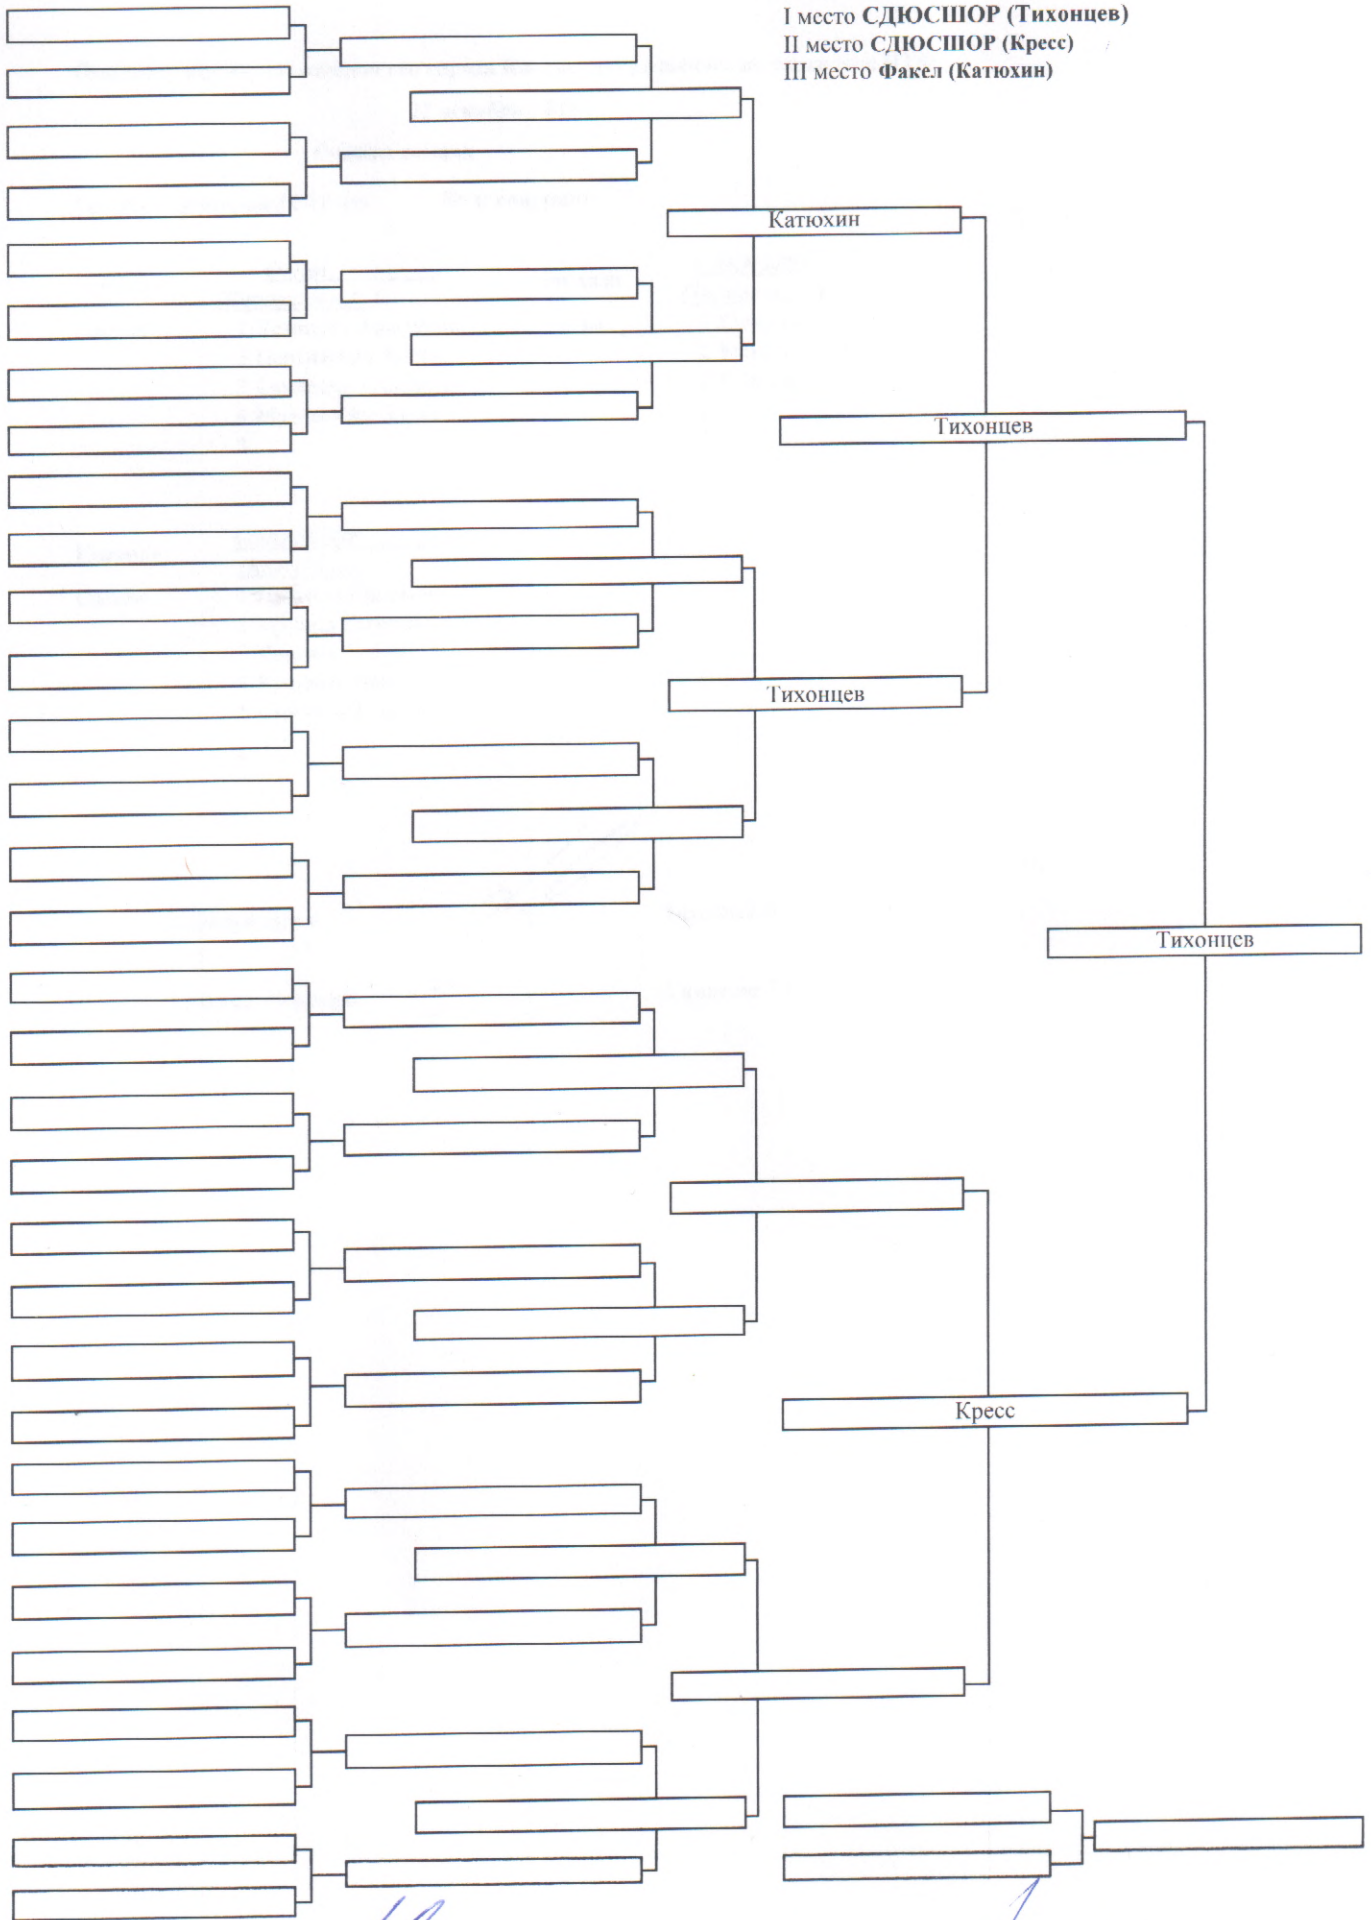 I место СДЮСШОР (Тихонцев)
II место СДЮСШОР (Кресс)
III место Факел (Катюхин)
Катюхин
Тихонцев
Тихонцев
Тихонцев
Кресс